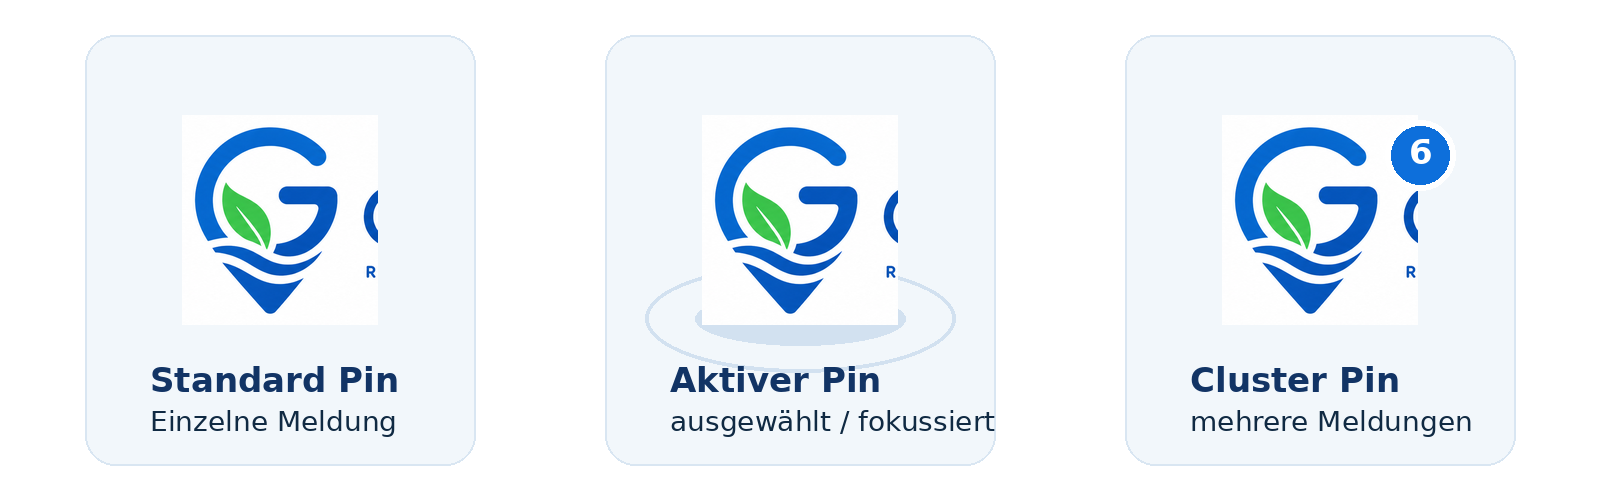 R
Standard Pin
Einzelne Meldung
R
Aktiver Pin
ausgewählt / fokussiert
6
R
Cluster Pin
mehrere Meldungen